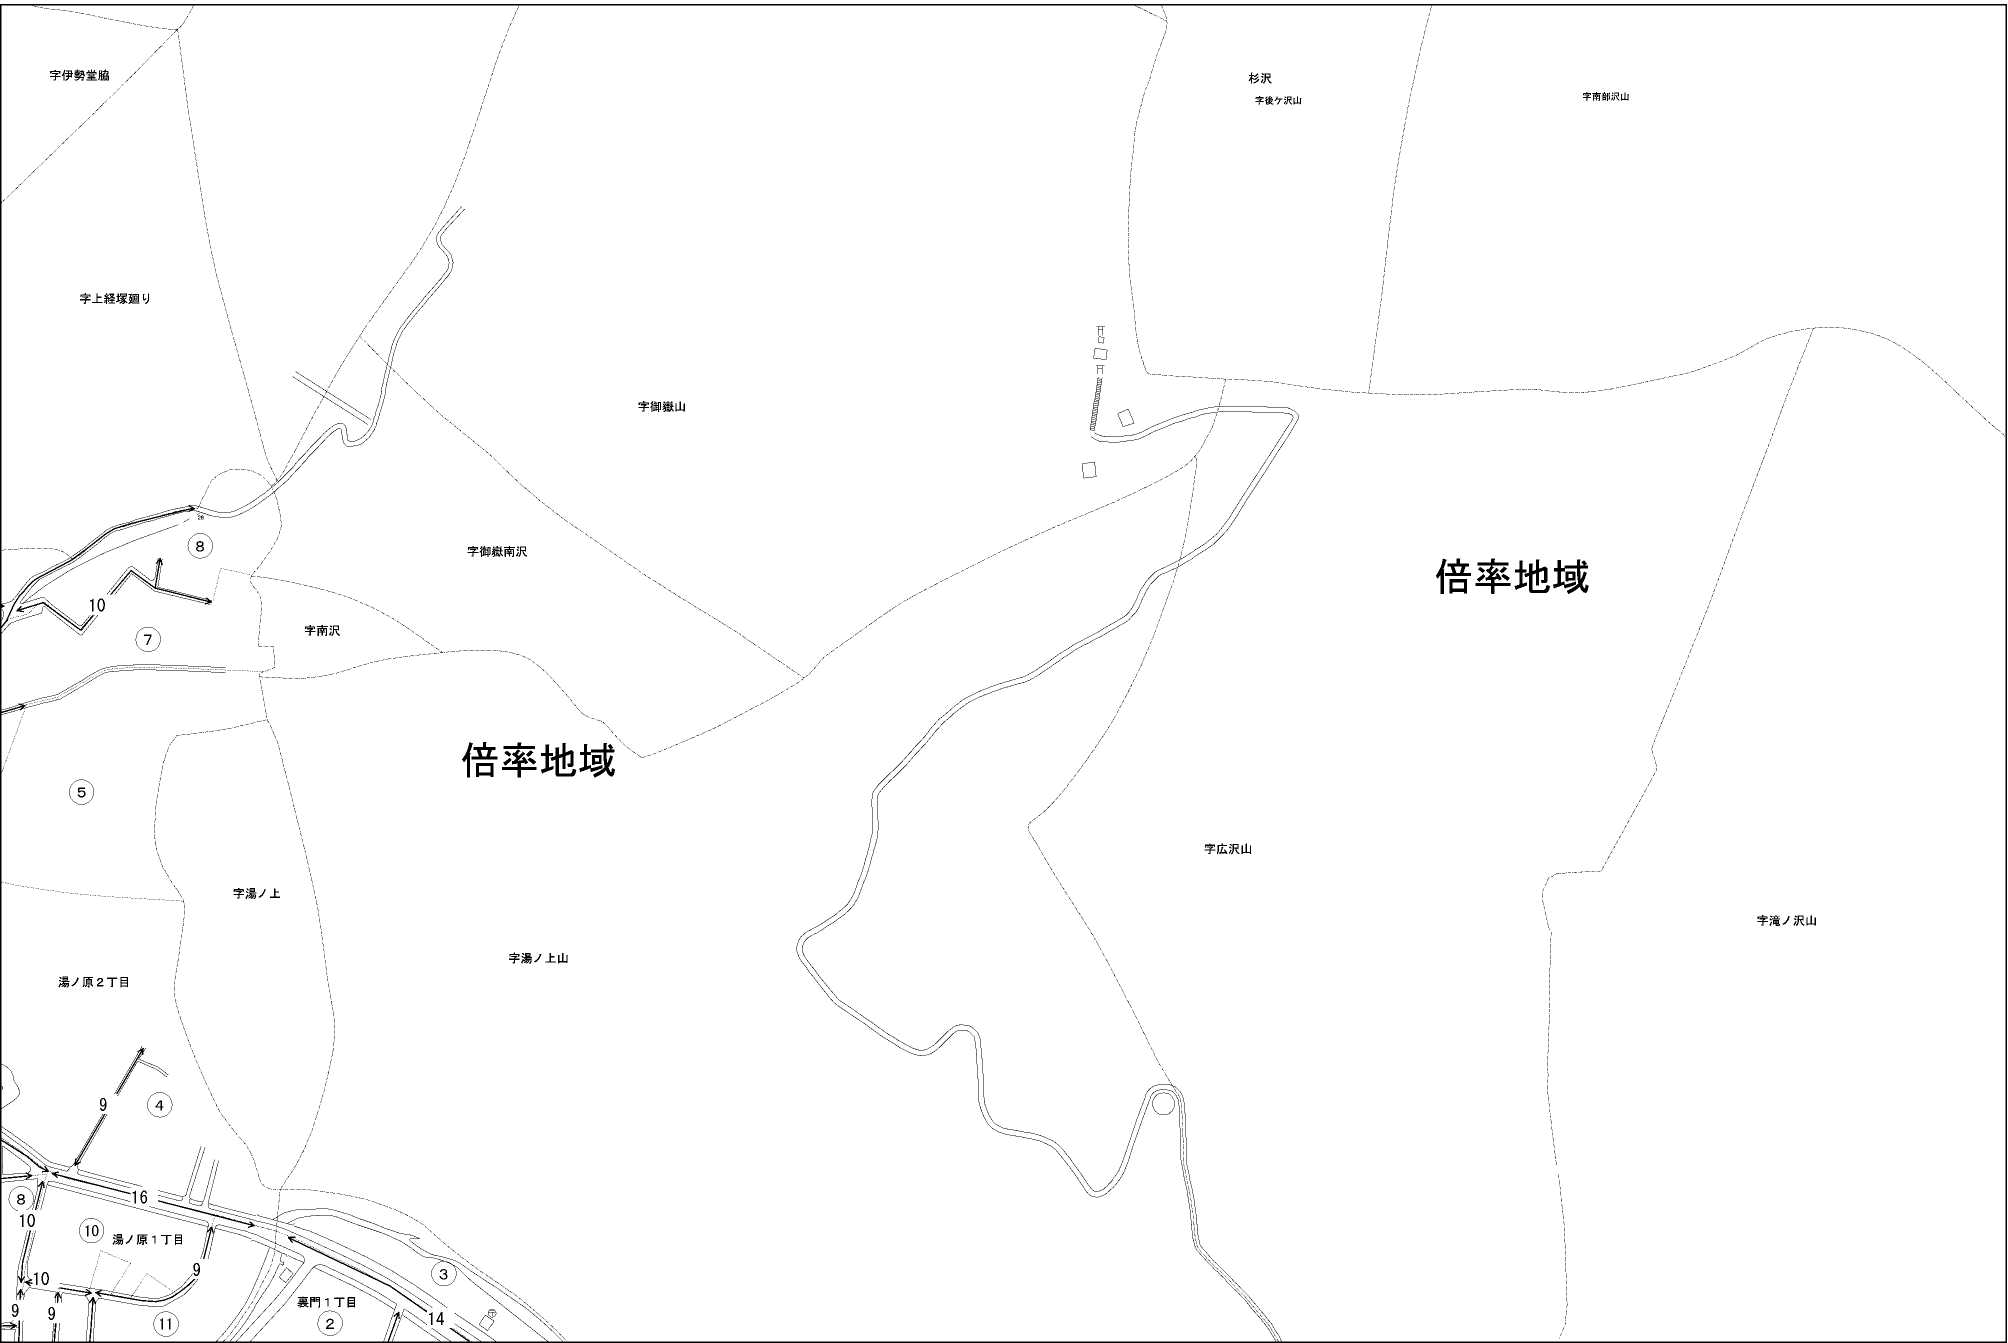 字伊勢堂脇
杉沢
字後ケ沢山
字南部沢山
字上経塚廻り
字御嶽山
26
8
字御嶽南沢
倍率地域
10
字南沢
7
倍率地域
5
字広沢山
字湯ノ上
字滝ノ沢山
字湯ノ上山
湯ノ原２丁目
9
4
16
8
10
10
湯ノ原１丁目
9
3
10
裏門１丁目
9
9
11
2
14